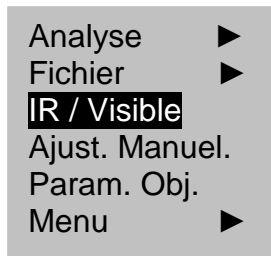 Analyse ►
Fichier ►
IR / Visible
Ajust. Manuel.
Param. Obj.
Menu ►